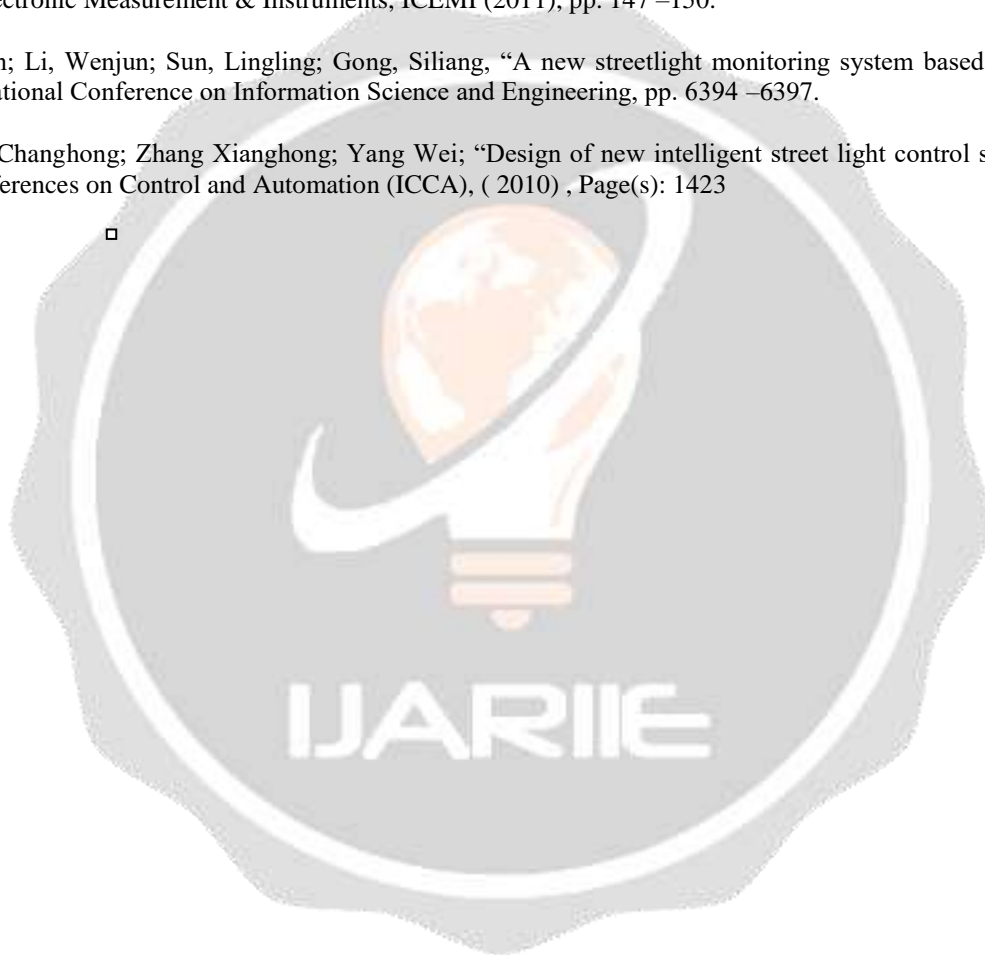 ectronic Measurement & Instruments, ICEMI (2011), pp. 147 –150.
n; Li, Wenjun; Sun, Lingling; Gong, Siliang, “A new streetlight monitoring system based
ational Conference on Information Science and Engineering, pp. 6394 –6397.
Changhong; Zhang Xianghong; Yang Wei; “Design of new intelligent street light control s
ferences on Control and Automation (ICCA), ( 2010) , Page(s): 1423
IJARIIE